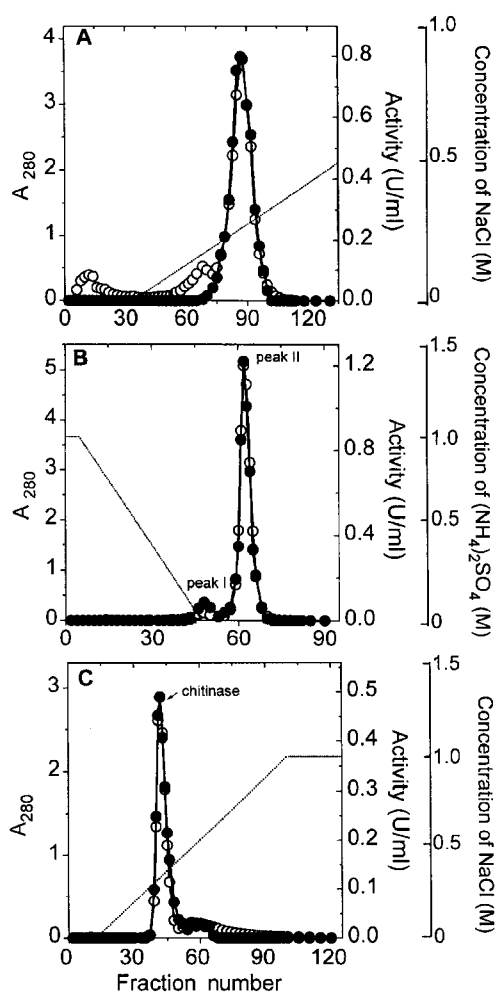 A
4
3
2
1
0
A 280
0 30 60 90 120
0.8
0.6
0.4
0.2
0.0
Activity (U/ml)
1.0
0.5
0
Concentration of NaCl (M)
B
5
4
3
2
1
0
A 280
0 30 60 90
peak II
peak I
1.2
0.8
0.4
0.0
Activity (U/ml)
1.5
1.0
0.5
0
Concentration of (NH4)2SO4 (M)
C
3
2
1
0
A280
0 40 80 120
Fraction number
chitinase
0.5
0.4
0.3
0.2
0.1
0.0
Activity (U/ml)
1.5
1.0
0.5
0
Concentration of NaCl (M)